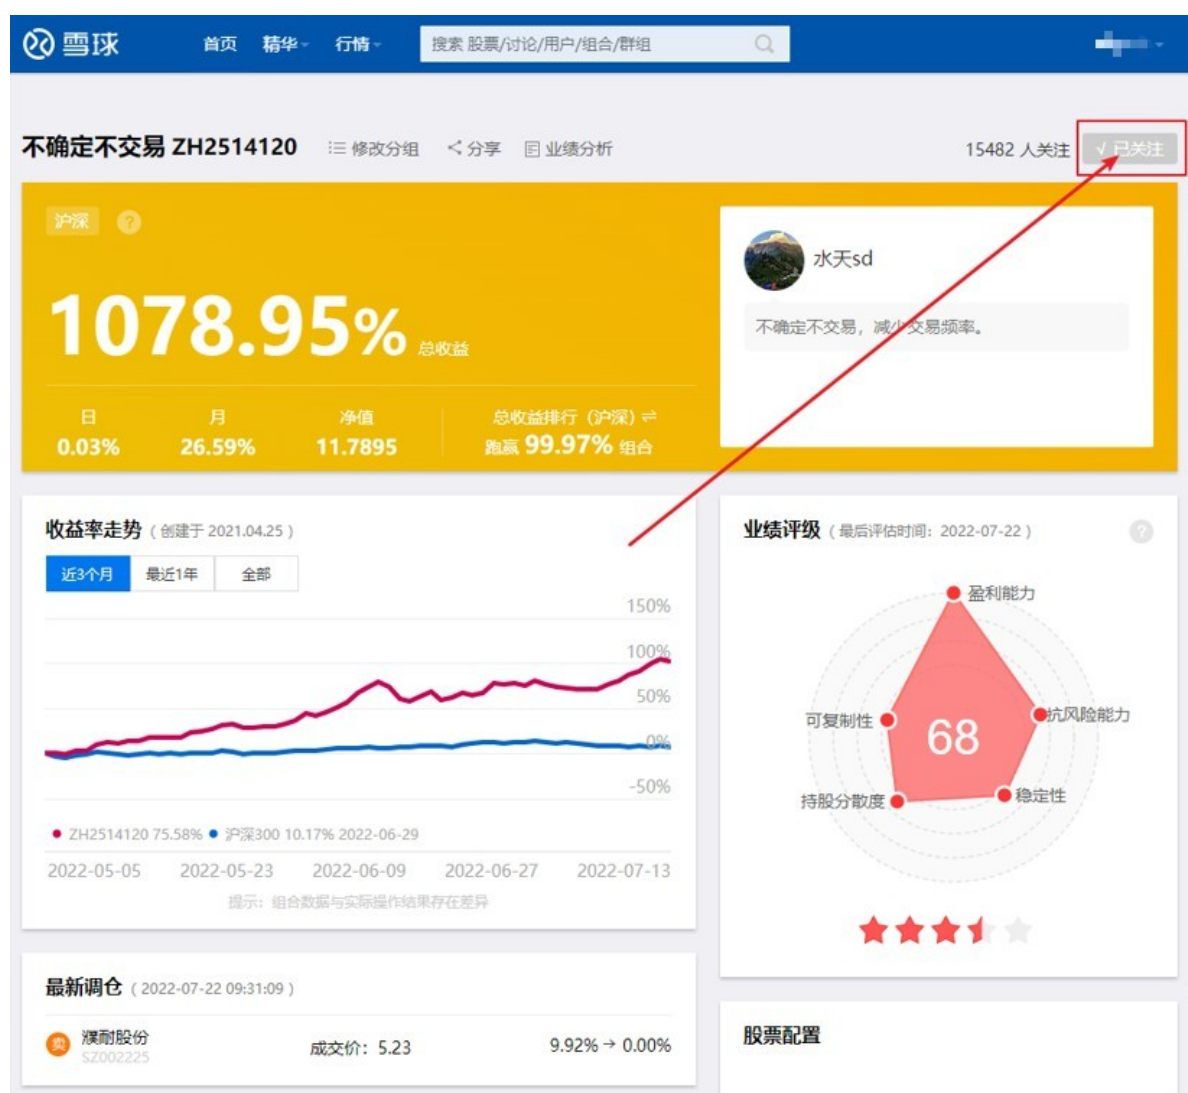 雪球 首页 精华 行情 搜索 股票/讨论/用户/组合/群组
不确定不交易 ZH2514120 修改分组 分享 业绩分析 15482 人关注 √ 已关注
沪深 ?
水天sd
不确定不交易，减少交易频率。
1078.95% 总收益
日 月 净值 总收益排行（沪深）⇌
0.03% 26.59% 11.7895 跑赢 99.97% 组合
收益率走势（创建于 2021.04.25）
近3个月 最近1年 全部
150%
100%
50%
0%
-50%
● ZH2514120 75.58% ● 沪深300 10.17% 2022-06-29
2022-05-05 2022-05-23 2022-06-09 2022-06-27 2022-07-13
提示：组合数据与实际操作结果存在差异
业绩评级（最后评估时间：2022-07-22） ?
盈利能力
可复制性 68 抗风险能力
持股分散度 稳定性
最新调仓（2022-07-22 09:31:09）
卖 濮耐股份 成交价：5.23 9.92% → 0.00%
SZ002225
股票配置